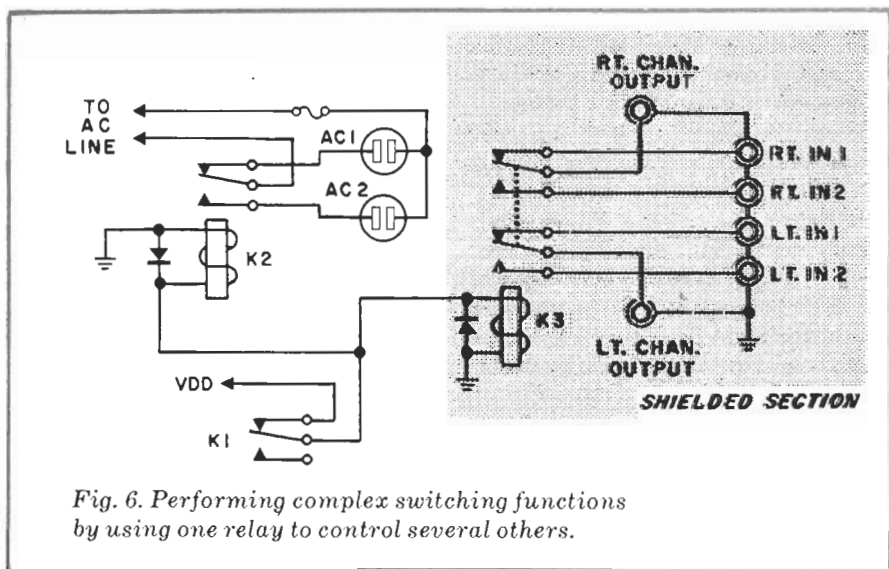 RT. CHAN.
OUTPUT
TO
AC
LINE
AC1
AC2
RT. IN 1
RT. IN 2
LT. IN 1
LT. IN 2
K2
K3
LT. CHAN.
OUTPUT
VDD
K1
SHIELDED SECTION
Fig. 6. Performing complex switching functions
by using one relay to control several others.